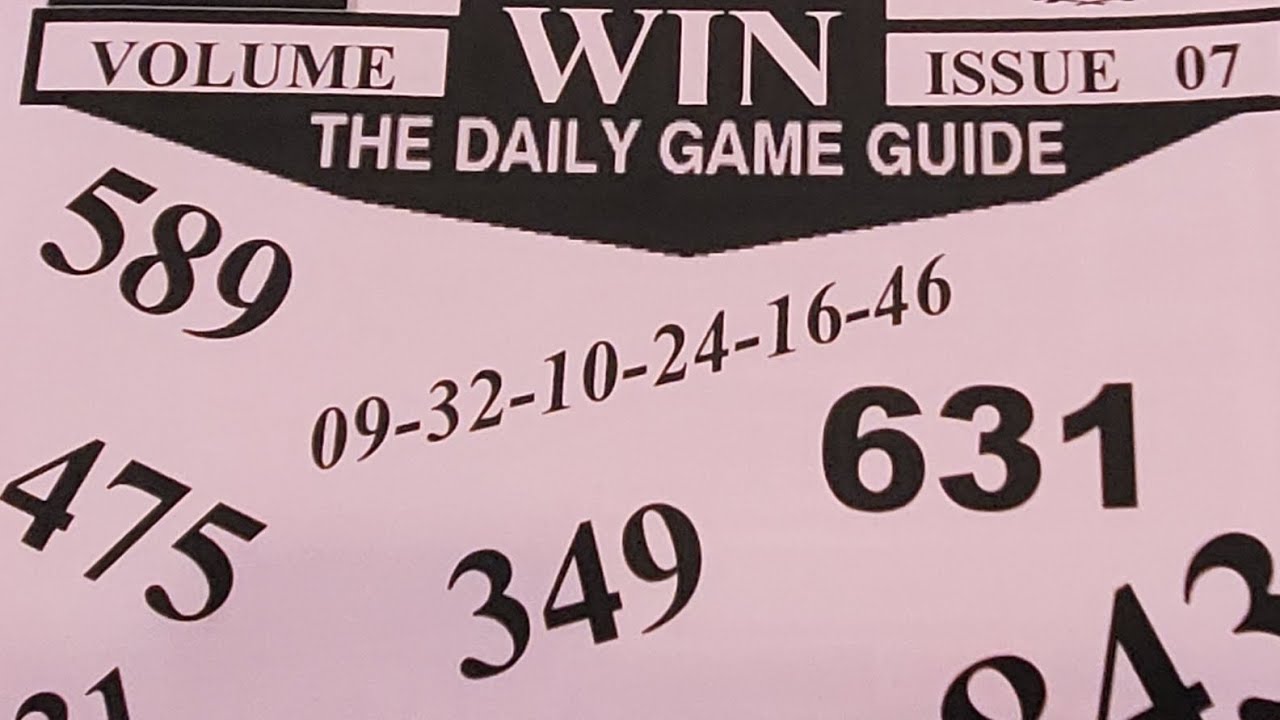 WIN
VOLUME
ISSUE 07
THE DAILY GAME GUIDE
589
09-32-10-24-16-46
631
475
349